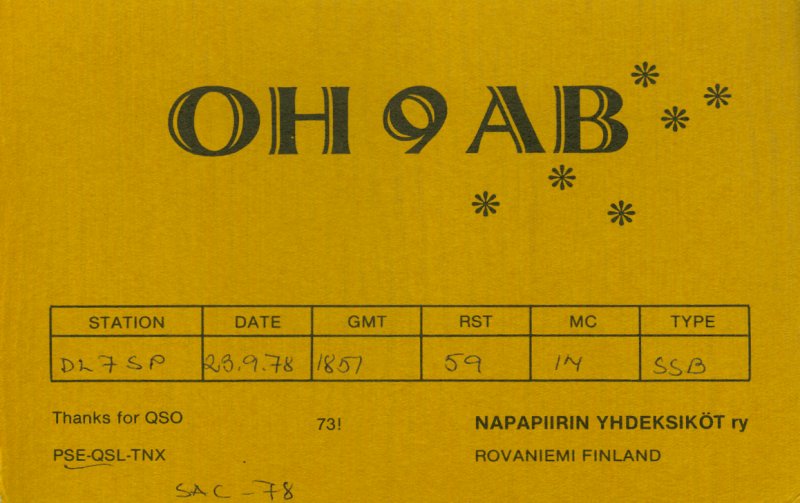 OH 9 AB
STATION DATE GMT RST MC TYPE
DL7SP 23.9.78 1851 59 14 SSB
Thanks for QSO 73! NAPAPIIRIN YHDEKSIKÖT ry
PSE-QSL-TNX ROVANIEMI FINLAND
SAC-78